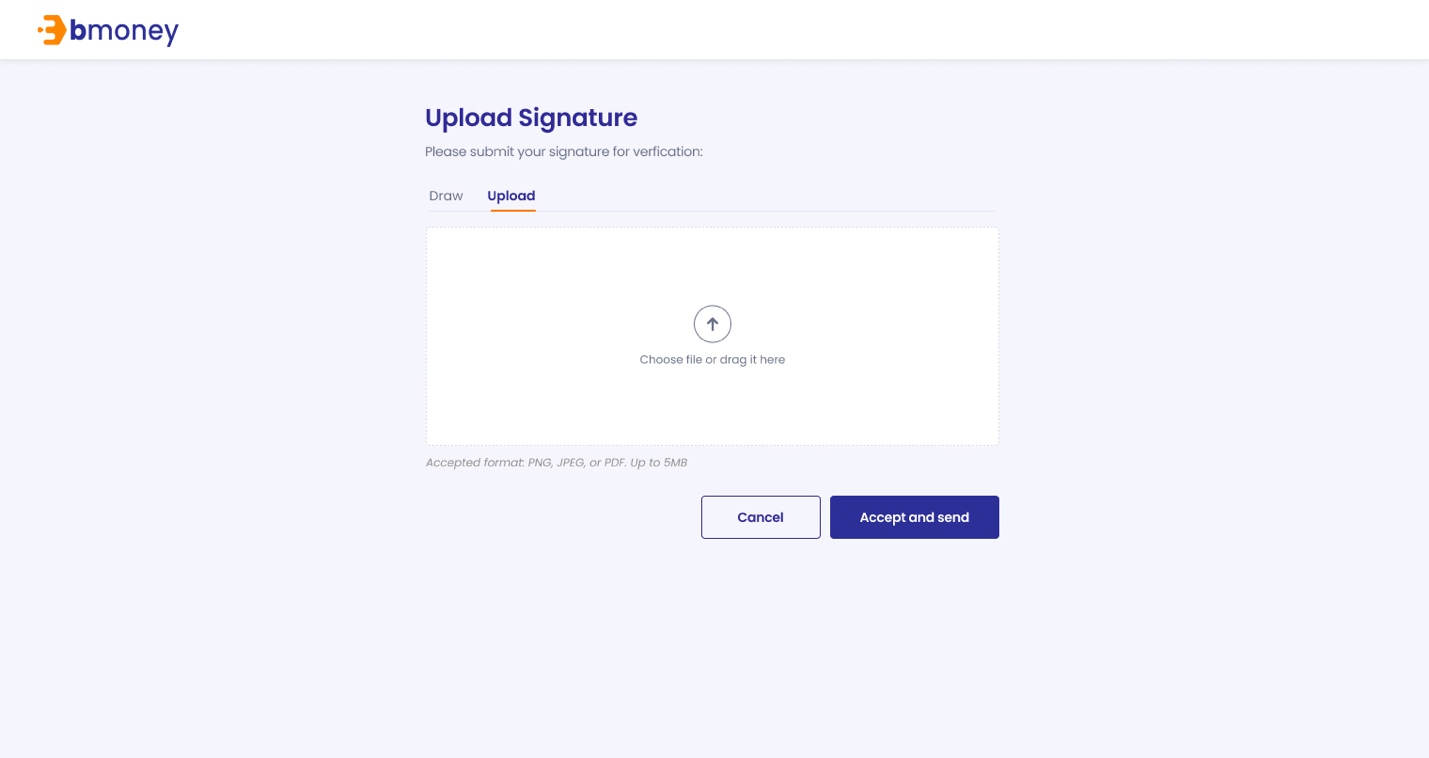 bmoney
Upload Signature
Please submit your signature for verfication:
Draw Upload
Choose file or drag it here
Accepted format: PNG, JPEG, or PDF. Up to 5MB
Cancel Accept and send